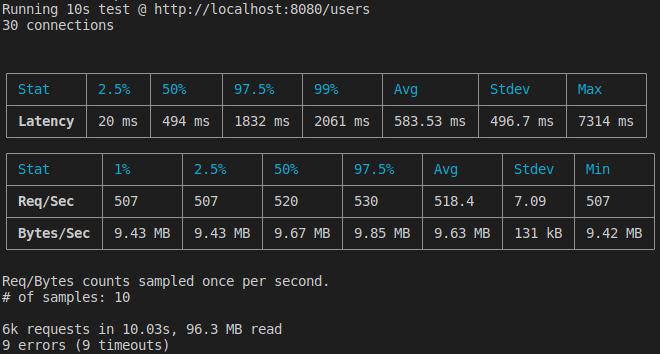 Running 10s test @ http://localhost:8080/users
30 connections
Stat 2.5% 50% 97.5% 99% Avg Stdev Max
Latency 20 ms 494 ms 1832 ms 2061 ms 583.53 ms 496.7 ms 7314 ms
Stat 1% 2.5% 50% 97.5% Avg Stdev Min
Req/Sec 507 507 520 530 518.4 7.09 507
Bytes/Sec 9.43 MB 9.43 MB 9.67 MB 9.85 MB 9.63 MB 131 kB 9.42 MB
Req/Bytes counts sampled once per second.
# of samples: 10
6k requests in 10.03s, 96.3 MB read
9 errors (9 timeouts)